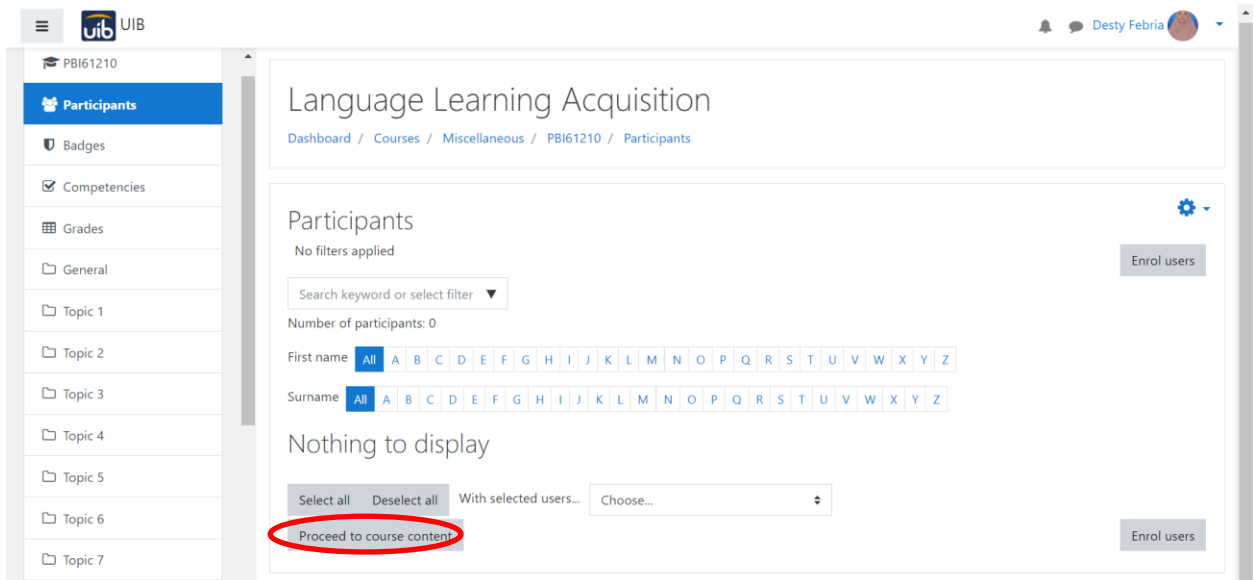 uib UIB
Desty Febria
PBI61210
Participants
Badges
Competencies
Grades
General
Topic 1
Topic 2
Topic 3
Topic 4
Topic 5
Topic 6
Topic 7
Language Learning Acquisition
Dashboard / Courses / Miscellaneous / PBI61210 / Participants
Participants
No filters applied
Enrol users
Search keyword or select filter ▼
Number of participants: 0
First name All A B C D E F G H I J K L M N O P Q R S T U V W X Y Z
Surname All A B C D E F G H I J K L M N O P Q R S T U V W X Y Z
Nothing to display
Select all Deselect all With selected users... Choose...
Proceed to course content
Enrol users